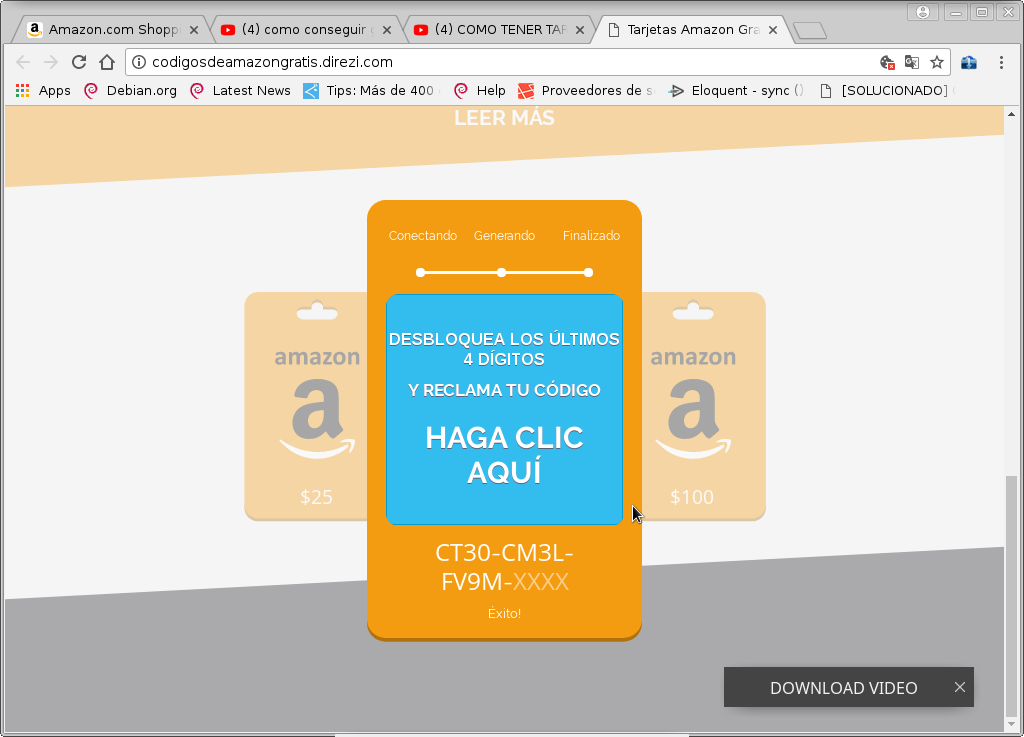 Amazon.com Shopp
(4) como conseguir
(4) COMO TENER TAR
Tarjetas Amazon Gra
codigosdeamazongratis.direzi.com
Apps
Debian.org
Latest News
Tips: Más de 400
Help
Proveedores de s
Eloquent - sync ()
[SOLUCIONADO]
LEER MÁS
Conectando Generando Finalizado
DESBLOQUEA LOS ÚLTIMOS
4 DÍGITOS
Y RECLAMA TU CÓDIGO
HAGA CLIC
AQUÍ
amazon
a
$25
amazon
a
$100
CT30-CM3L-
FV9M-XXXX
Éxito!
DOWNLOAD VIDEO